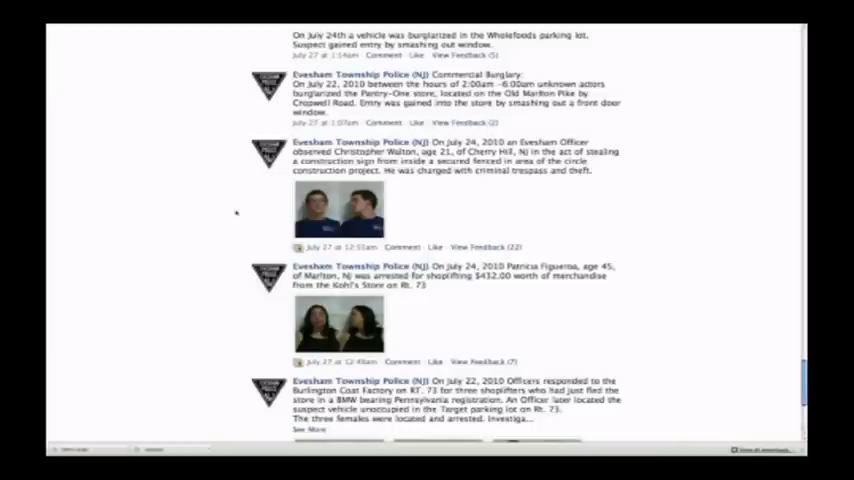 On July 24th a vehicle was burglarized in the Wholefoods parking lot.
Suspect gained entry by smashing out window.
July 27 at 1:14am Comment Like View Feedback (5)
Evesham Township Police (NJ) Commercial Burglary:
On July 22, 2010 between the hours of 2:00am -6:00am unknown actors
burglarized the Pantry-One store, located on the Old Marlton Pike by
Cropwell Road. Entry was gained into the store by smashing out a front door
window.
July 27 at 1:07am Comment Like View Feedback (2)
Evesham Township Police (NJ) On July 24, 2010 an Evesham Officer
observed Christopher Walton, age 21, of Cherry Hill, NJ in the act of stealing
a construction sign from inside a secured fenced in area of the circle
construction project. He was charged with criminal trespass and theft.
July 27 at 12:51am Comment Like View Feedback (22)
Evesham Township Police (NJ) On July 24, 2010 Patricia Figueroa, age 45,
of Marlton, NJ was arrested for shoplifting $432.00 worth of merchandise
from the Kohl's Store on Rt. 73
July 27 at 12:48am Comment Like View Feedback (7)
Evesham Township Police (NJ) On July 22, 2010 Officers responded to the
Burlington Coat Factory on RT. 73 for three shoplifters who had just fled the
store in a BMW bearing Pennsylvania registration. An Officer later located the
suspect vehicle unoccupied in the Target parking lot on Rt. 73.
The three females were located and arrested. Investiga...
See More